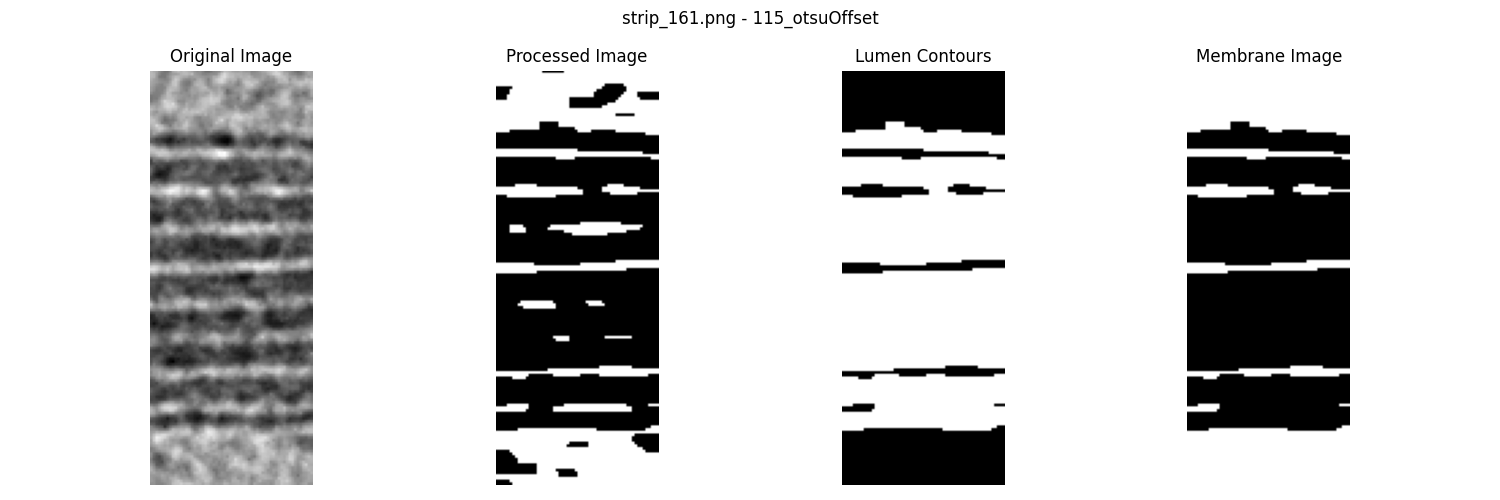 strip_161.png - 115_otsuOffset
Original Image
Processed Image
Lumen Contours
Membrane Image